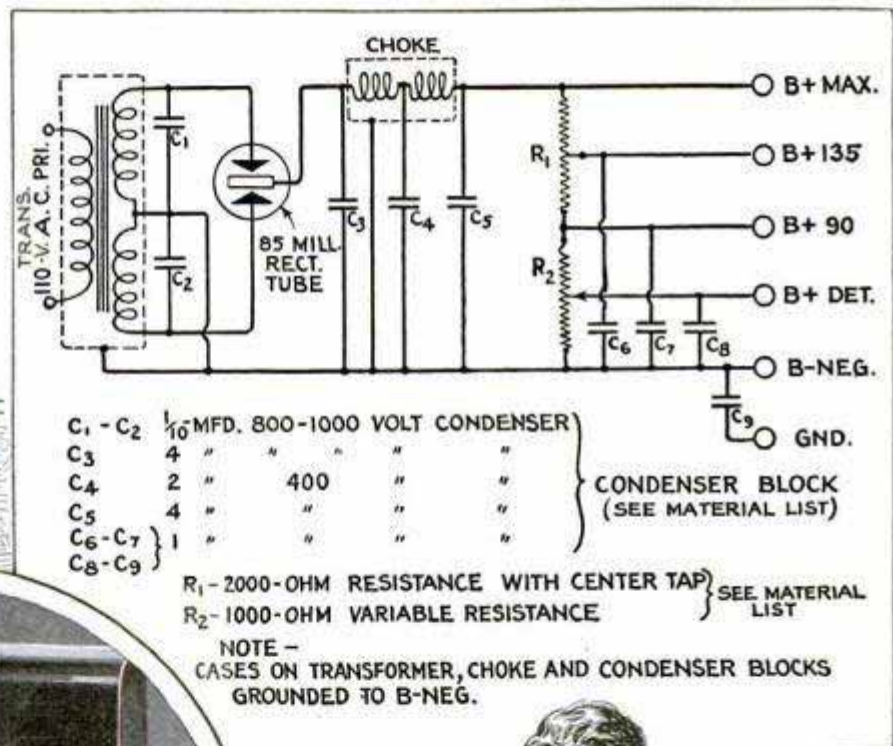 CHOKE
B+ MAX.
TRANS.
110-V. A.C. PRI.
C₁
R₁
B+ 135
C₃
C₄
C₅
85 MILL.
RECT.
TUBE
B+ 90
C₂
R₂
B+ DET.
C₆
C₇
C₈
B-NEG.
C₉
GND.
C₁ - C₂ 1/10-MFD. 800-1000 VOLT CONDENSER
C₃ 4 " " " " "
C₄ 2 " 400 " "
C₅ 4 " " " "
C₆-C₇ } 1 " " " "
C₈-C₉
CONDENSER BLOCK
(SEE MATERIAL LIST)
R₁-2000-OHM RESISTANCE WITH CENTER TAP
R₂-1000-OHM VARIABLE RESISTANCE
SEE MATERIAL
LIST
NOTE -
CASES ON TRANSFORMER, CHOKE AND CONDENSER BLOCKS
GROUNDED TO B-NEG.